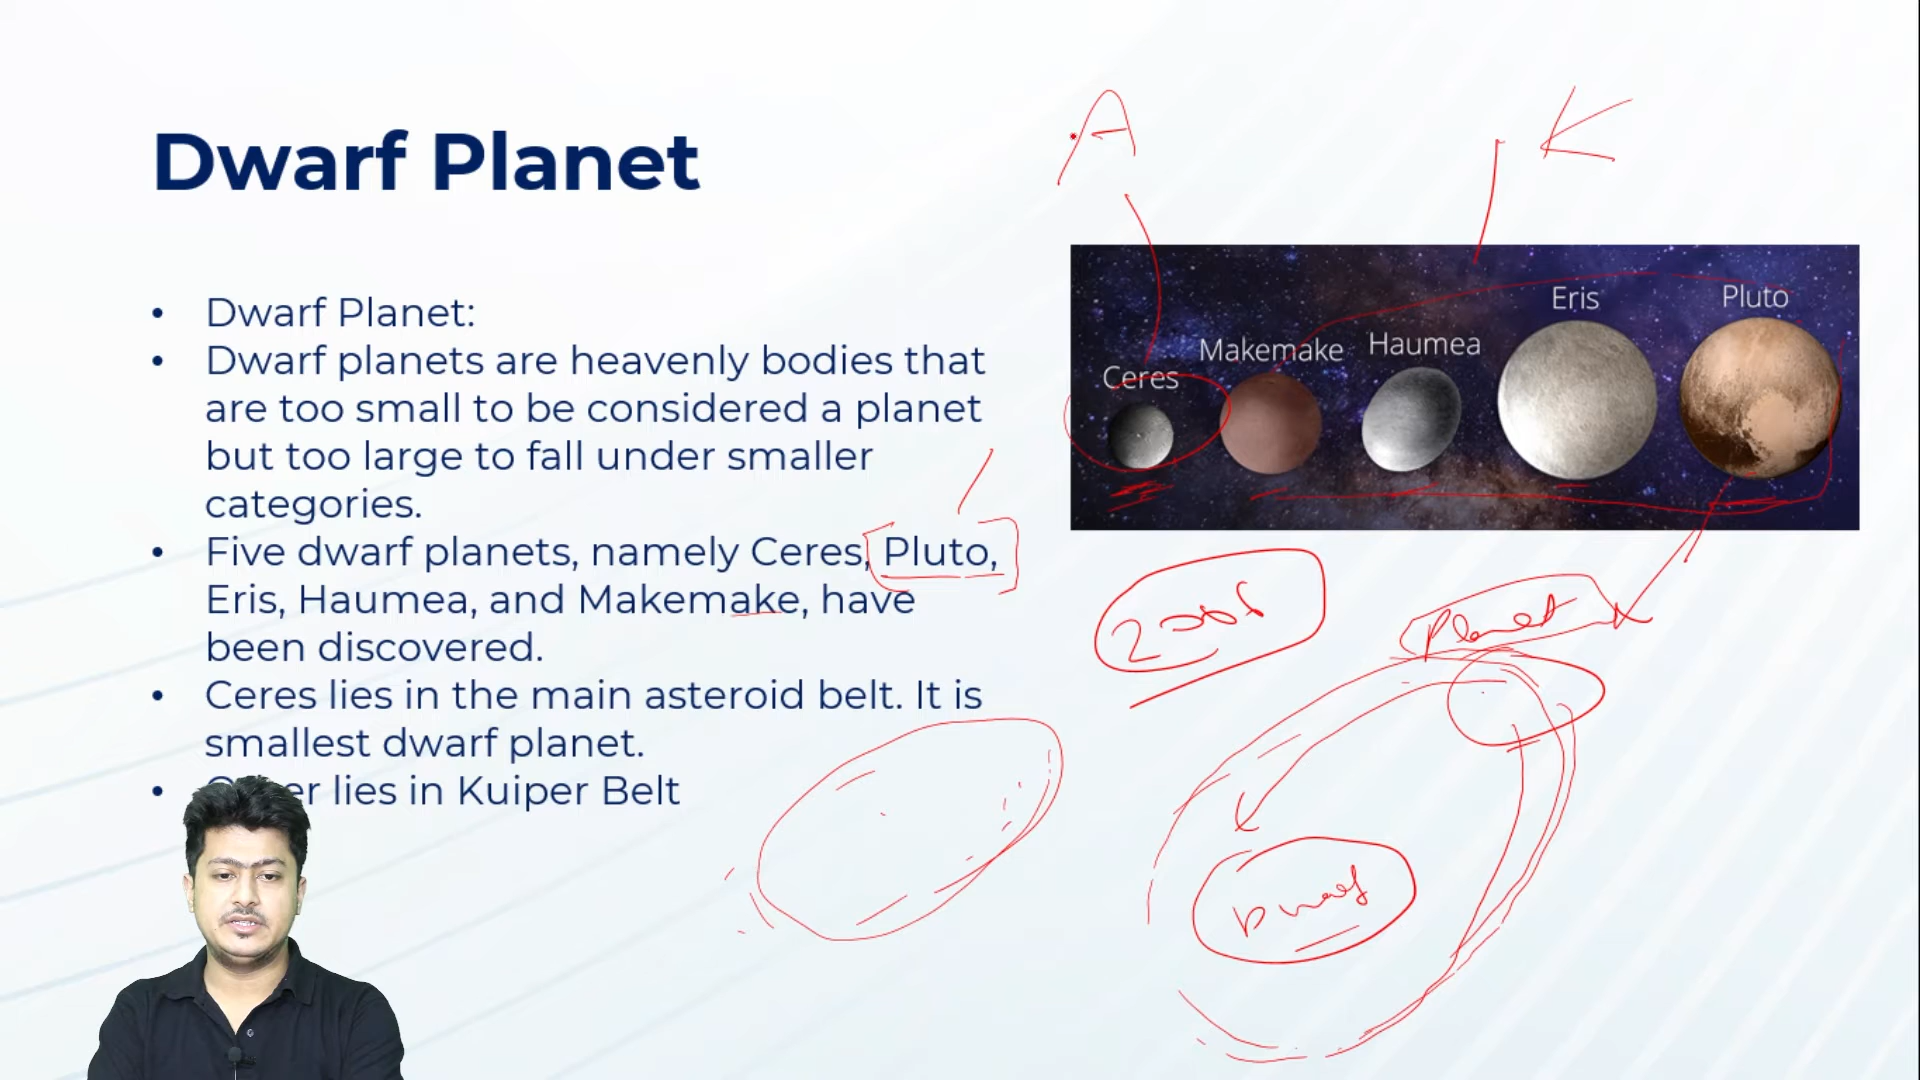 A
K
Dwarf Planet
Eris
Pluto
Makemake
Haumea
Ceres
• Dwarf Planet:
• Dwarf planets are heavenly bodies that
are too small to be considered a planet
but too large to fall under smaller
categories.
• Five dwarf planets, namely Ceres, Pluto,
Eris, Haumea, and Makemake, have
been discovered.
• Ceres lies in the main asteroid belt. It is
smallest dwarf planet.
• lies in Kuiper Belt
Planet
Dwarf